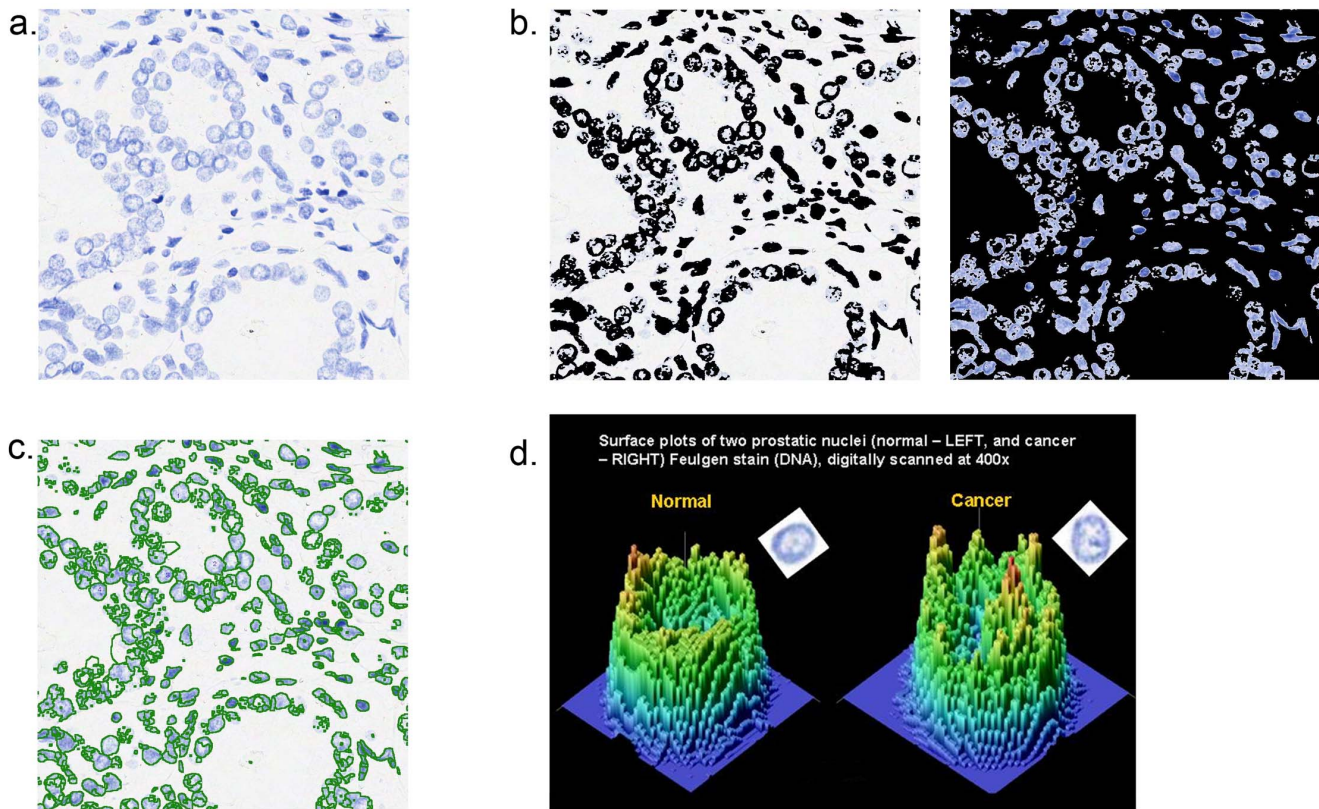 a.
b.
c.
d.
Surface plots of two prostatic nuclei (normal – LEFT, and cancer
– RIGHT) Feulgen stain (DNA), digitally scanned at 400x
Normal
Cancer